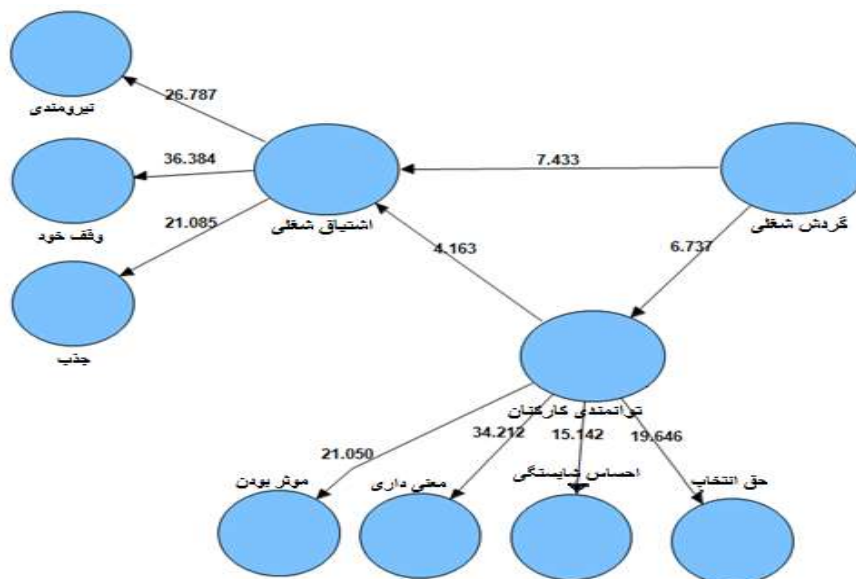 26.787
نیرومندی
36.384
7.433
وقف خود
21.085
اشتیاق شغلی
گردش شغلی
4.163
6.737
جذب
توانمندی کارکنان
21.050
34.212
15.142
19.646
موثر بودن
معنی داری
احساس شایستگی
حق انتخاب